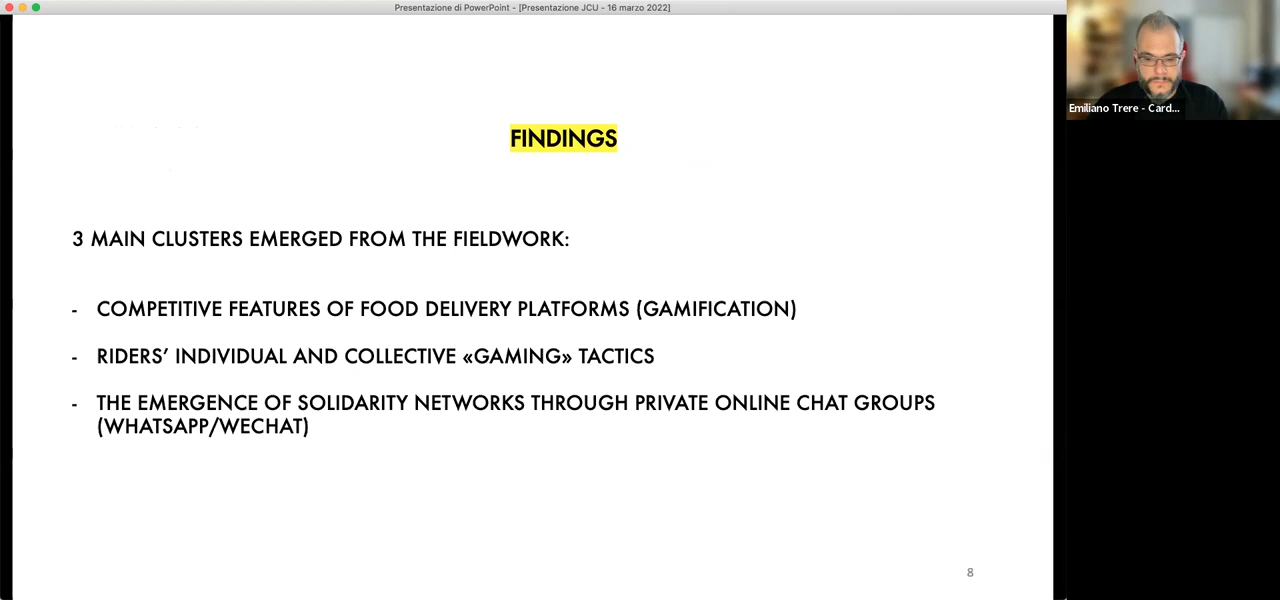 Presentazione di PowerPoint - [Presentazione JCU - 16 marzo 2022]
Emiliano Trere - Card...
FINDINGS
3 MAIN CLUSTERS EMERGED FROM THE FIELDWORK:
- COMPETITIVE FEATURES OF FOOD DELIVERY PLATFORMS (GAMIFICATION)
- RIDERS’ INDIVIDUAL AND COLLECTIVE «GAMING» TACTICS
- THE EMERGENCE OF SOLIDARITY NETWORKS THROUGH PRIVATE ONLINE CHAT GROUPS
(WHATSAPP/WECHAT)
8